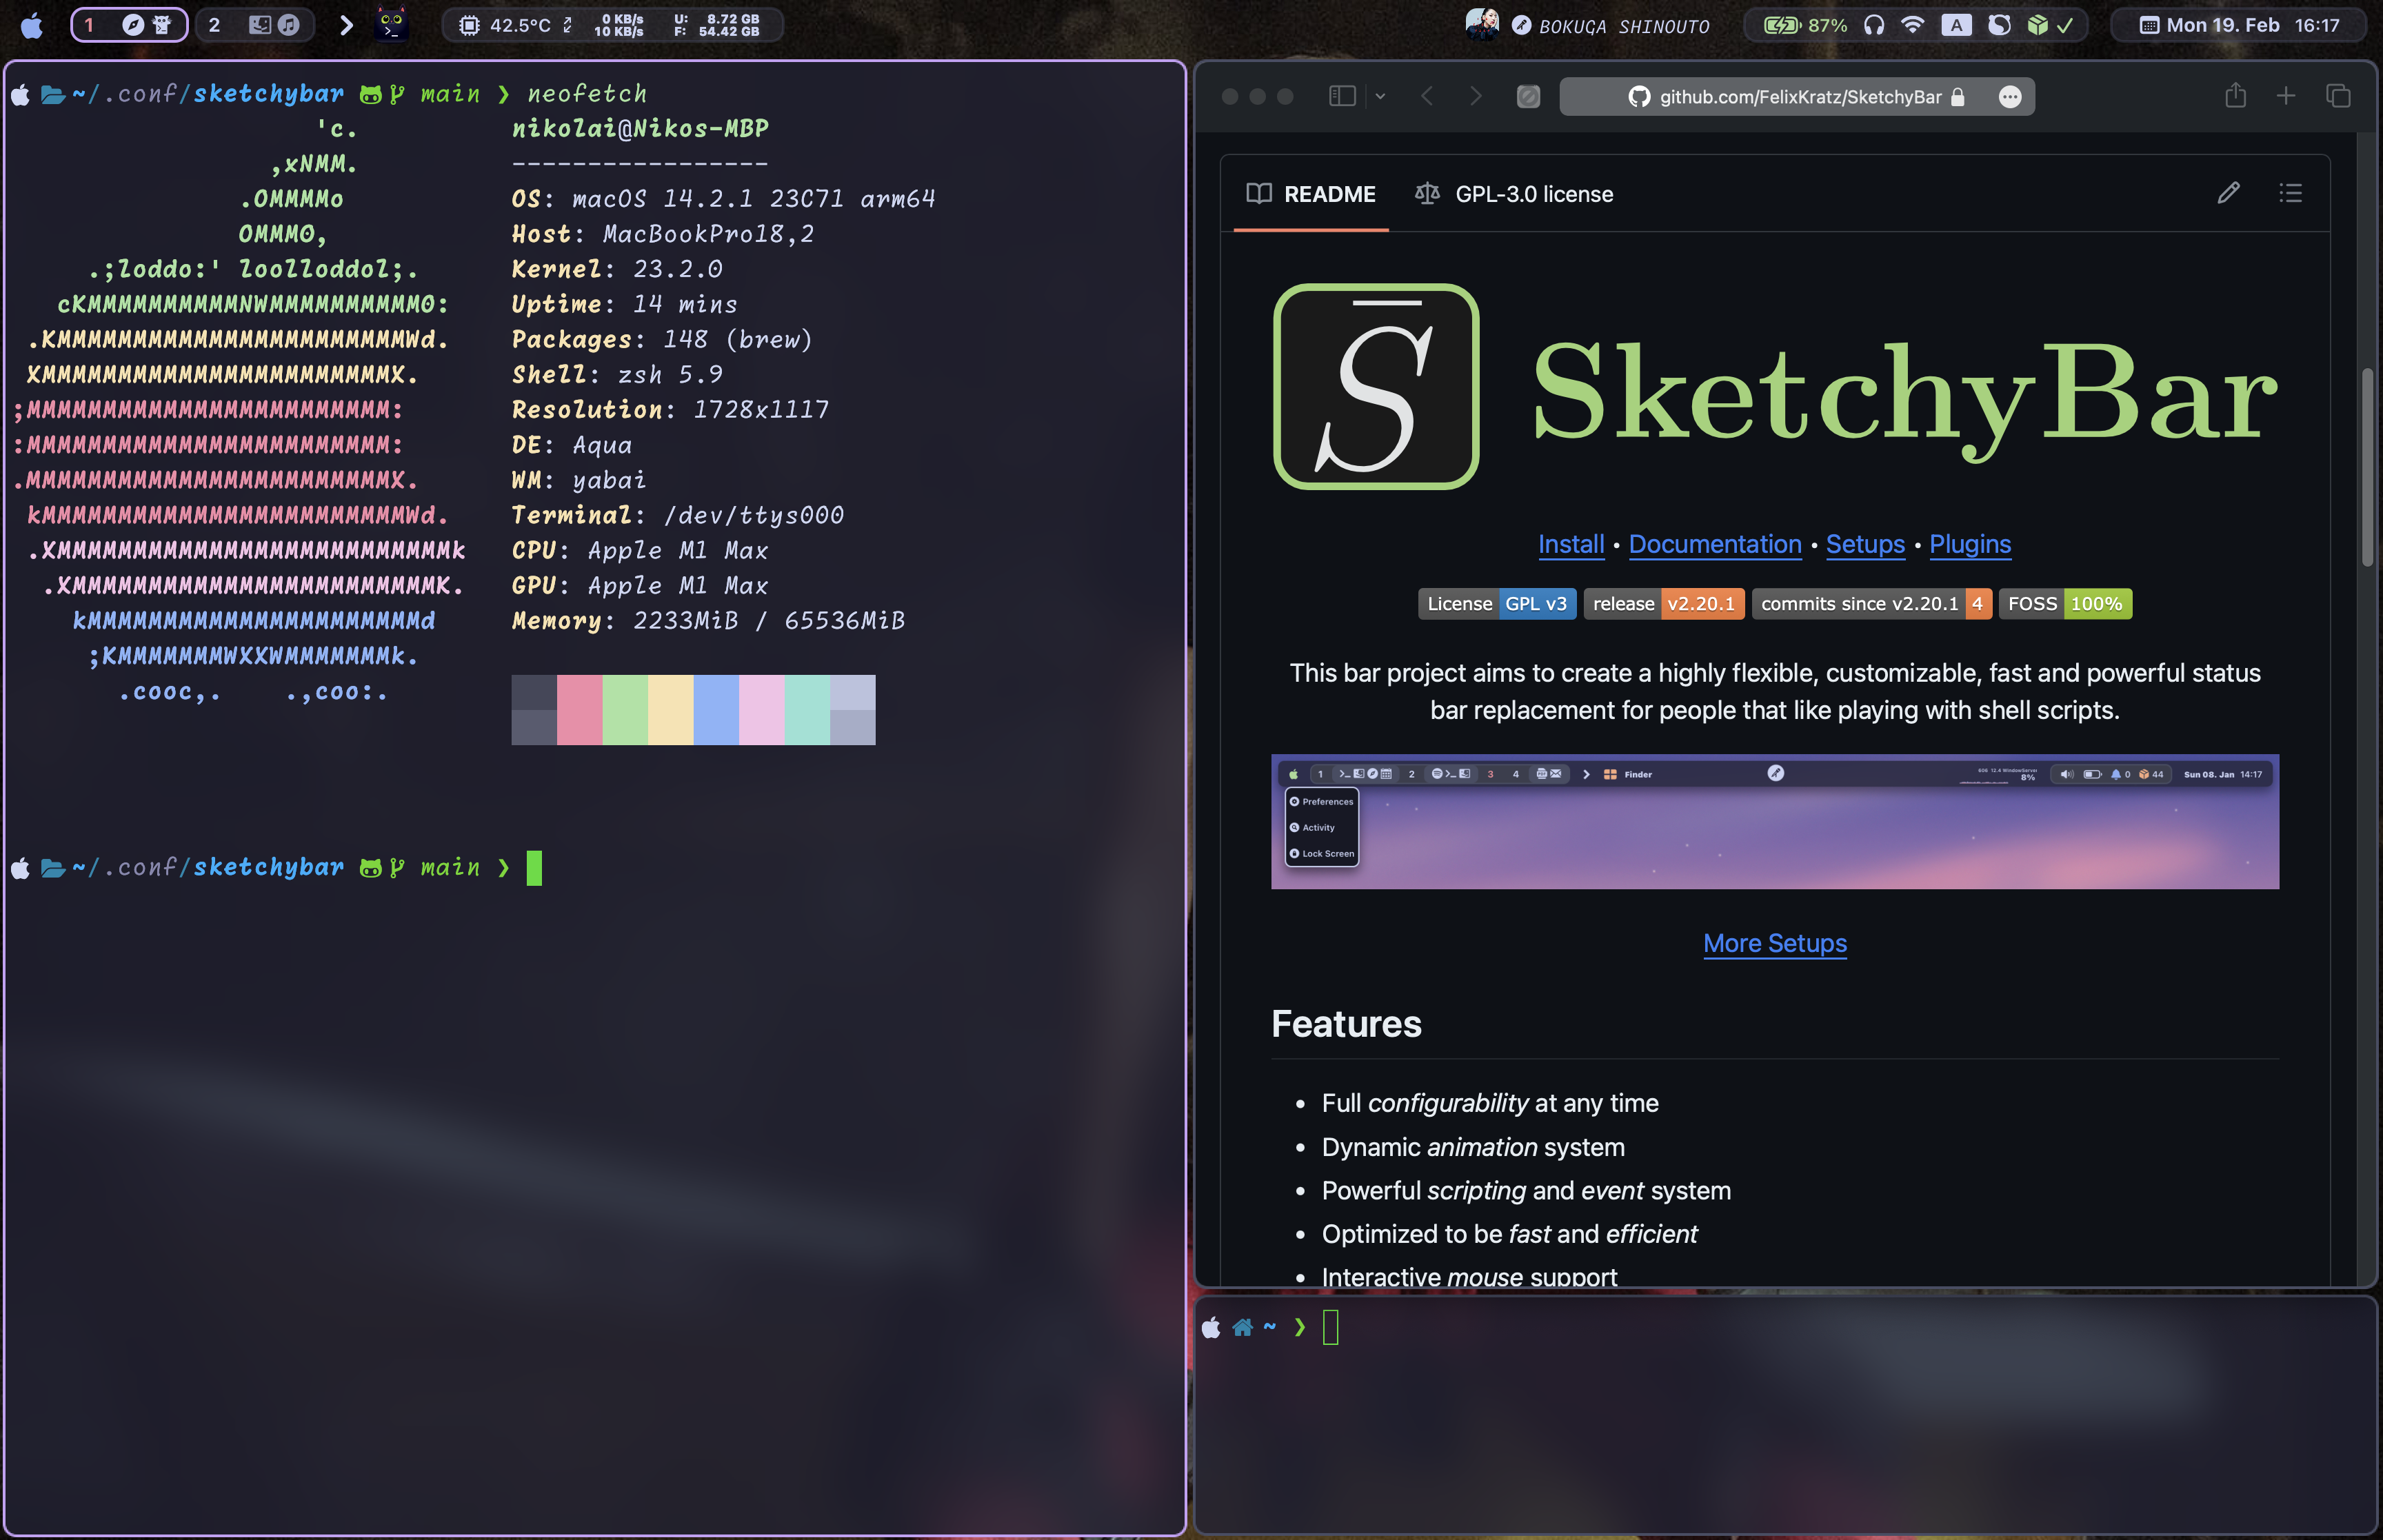 1 2 42.5°C 0 KB/s U: 8.72 GB
10 KB/s F: 54.42 GB
BOKUGA SHINOUTO 87% A Mon 19. Feb 16:17
~/.conf/sketchybar main ❯ neofetch
'c. nikolai@Nikos-MBP
,xNMM. -----------------
.OMMMMo OS: macOS 14.2.1 23C71 arm64
OMMM0, Host: MacBookPro18,2
.;loddo:' loolloddol;. Kernel: 23.2.0
cKMMMMMMMMMMNWMMMMMMMMMM0: Uptime: 14 mins
.KMMMMMMMMMMMMMMMMMMMMMMMWd. Packages: 148 (brew)
XMMMMMMMMMMMMMMMMMMMMMMMX. Shell: zsh 5.9
;MMMMMMMMMMMMMMMMMMMMMMMM: Resolution: 1728x1117
:MMMMMMMMMMMMMMMMMMMMMMMM: DE: Aqua
.MMMMMMMMMMMMMMMMMMMMMMMMX. WM: yabai
kMMMMMMMMMMMMMMMMMMMMMMMMWd. Terminal: /dev/ttys000
.XMMMMMMMMMMMMMMMMMMMMMMMMMMk CPU: Apple M1 Max
.XMMMMMMMMMMMMMMMMMMMMMMMMK. GPU: Apple M1 Max
kMMMMMMMMMMMMMMMMMMMMMMd Memory: 2233MiB / 65536MiB
;KMMMMMMMWXXWMMMMMMMk.
.cooc,. .,coo:.
~/.conf/sketchybar main ❯
github.com/FelixKratz/SketchyBar
README GPL-3.0 license
S SketchyBar
Install • Documentation • Setups • Plugins
License GPL v3 release v2.20.1 commits since v2.20.1 4 FOSS 100%
This bar project aims to create a highly flexible, customizable, fast and powerful status
bar replacement for people that like playing with shell scripts.
1 2 3 4 Finder 8% 0 44 Sun 08. Jan 14:17
Preferences
Activity
Lock Screen
More Setups
Features
• Full configurability at any time
• Dynamic animation system
• Powerful scripting and event system
• Optimized to be fast and efficient
• Interactive mouse support
~ ❯